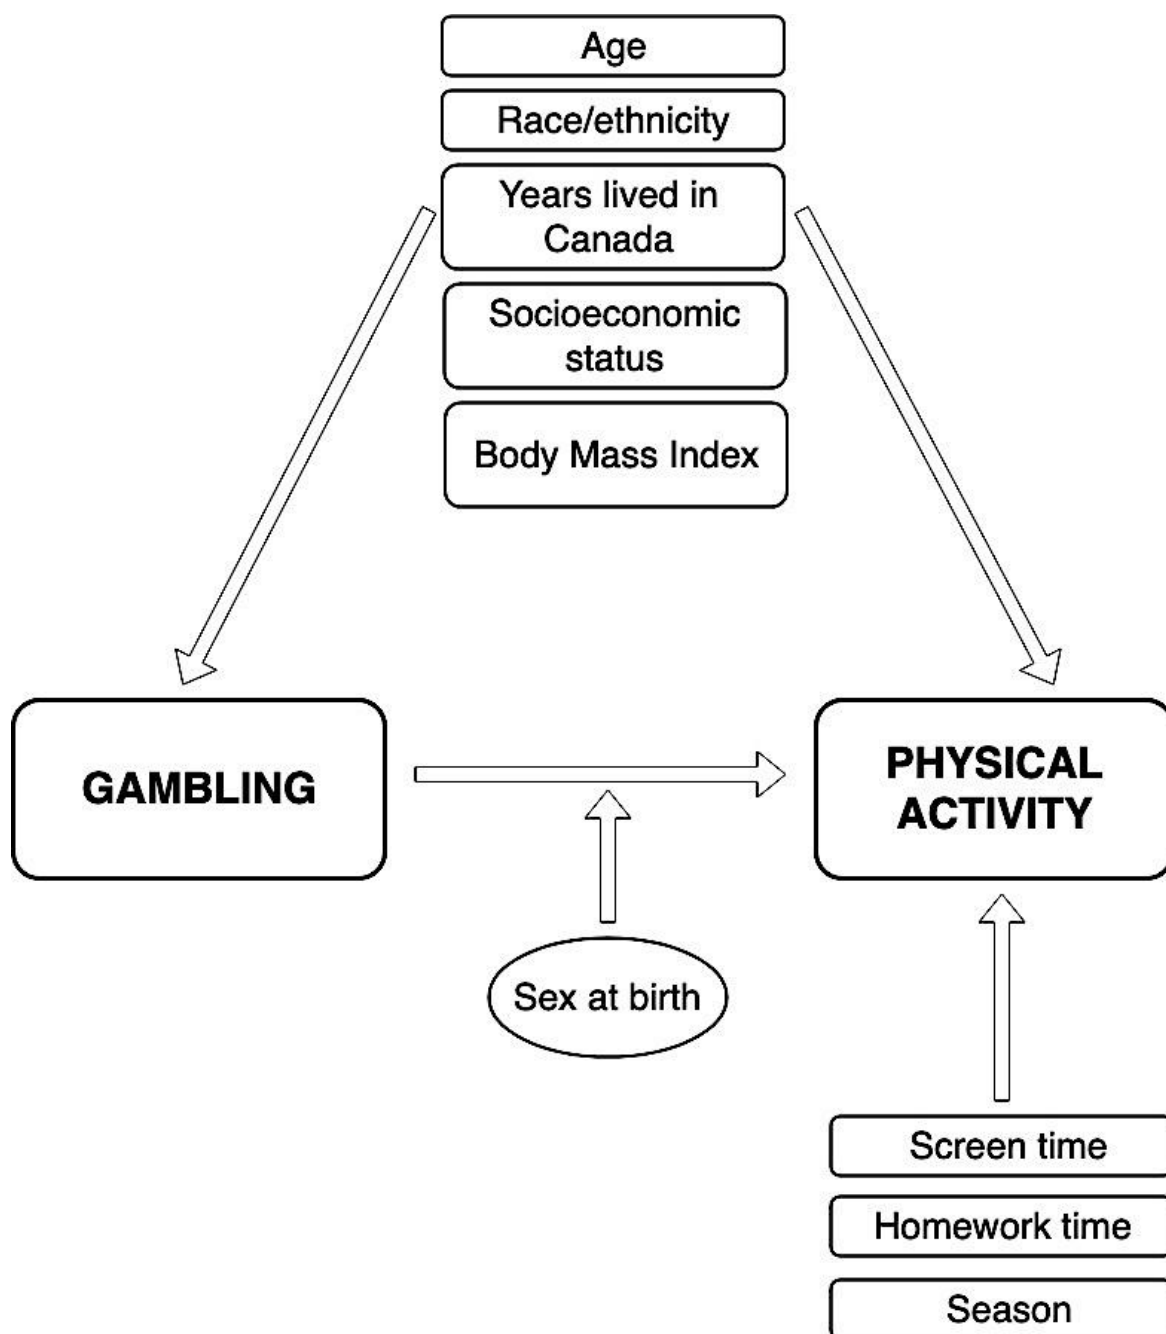 Age
Race/ethnicity
Years lived in
Canada
Socioeconomic
status
Body Mass Index
GAMBLING
PHYSICAL
ACTIVITY
Sex at birth
Screen time
Homework time
Season